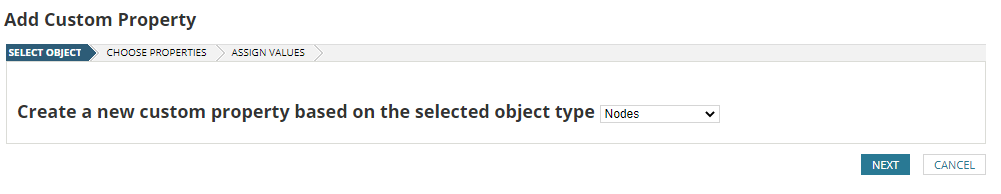 Add Custom Property
SELECT OBJECT CHOOSE PROPERTIES ASSIGN VALUES
Create a new custom property based on the selected object type Nodes
NEXT CANCEL